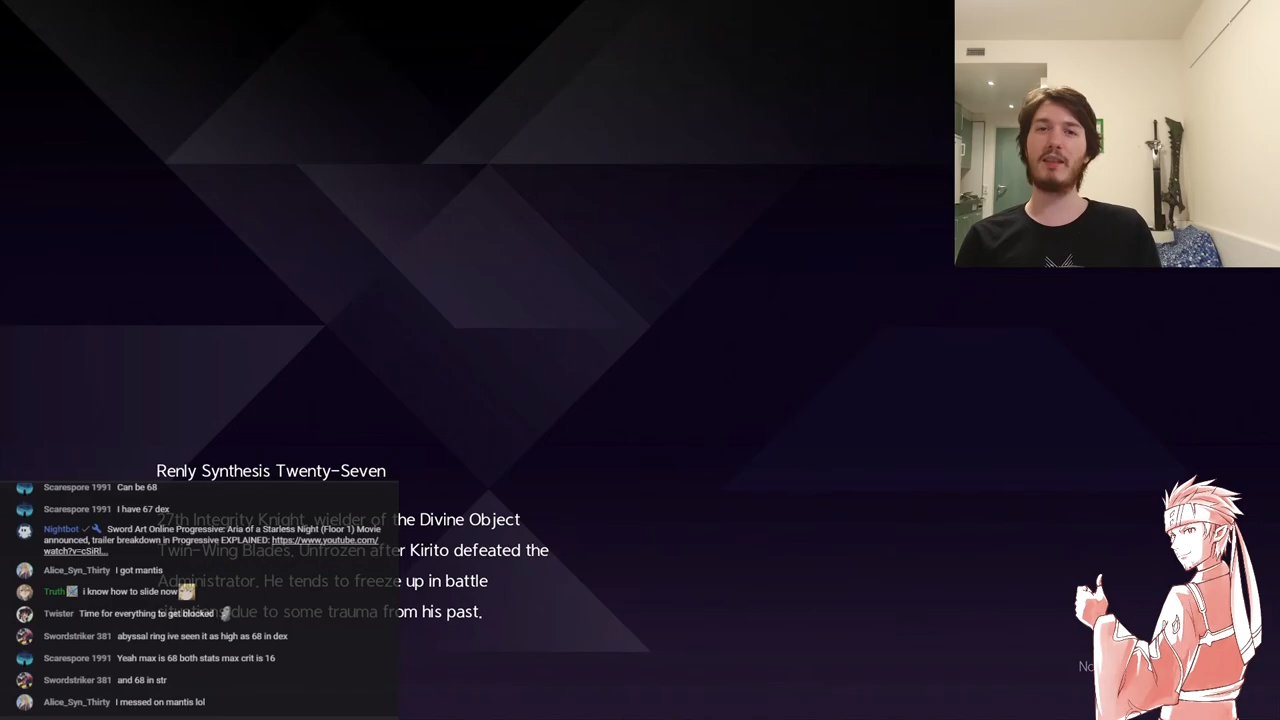 Renly Synthesis Twenty-Seven
27th Integrity Knight, wielder of the Divine Object
Twin-Wing Blades. Unfrozen after Kirito defeated the
Administrator. He tends to freeze up in battle
situations due to some trauma from his past.
Scarespore 1991 Can be 68
Scarespore 1991 I have 67 dex
Nightbot Sword Art Online Progressive: Aria of a Starless Night (Floor 1) Movie
announced, trailer breakdown in Progressive EXPLAINED: https://www.youtube.com/
watch?v=cSiRl...
Alice_Syn_Thirty I got mantis
Truth i know how to slide now
Twister Time for everything to get blocked
Swordstriker 381 abyssal ring ive seen it as high as 68 in dex
Scarespore 1991 Yeah max is 68 both stats max crit is 16
Swordstriker 381 and 68 in str
Alice_Syn_Thirty I messed on mantis lol